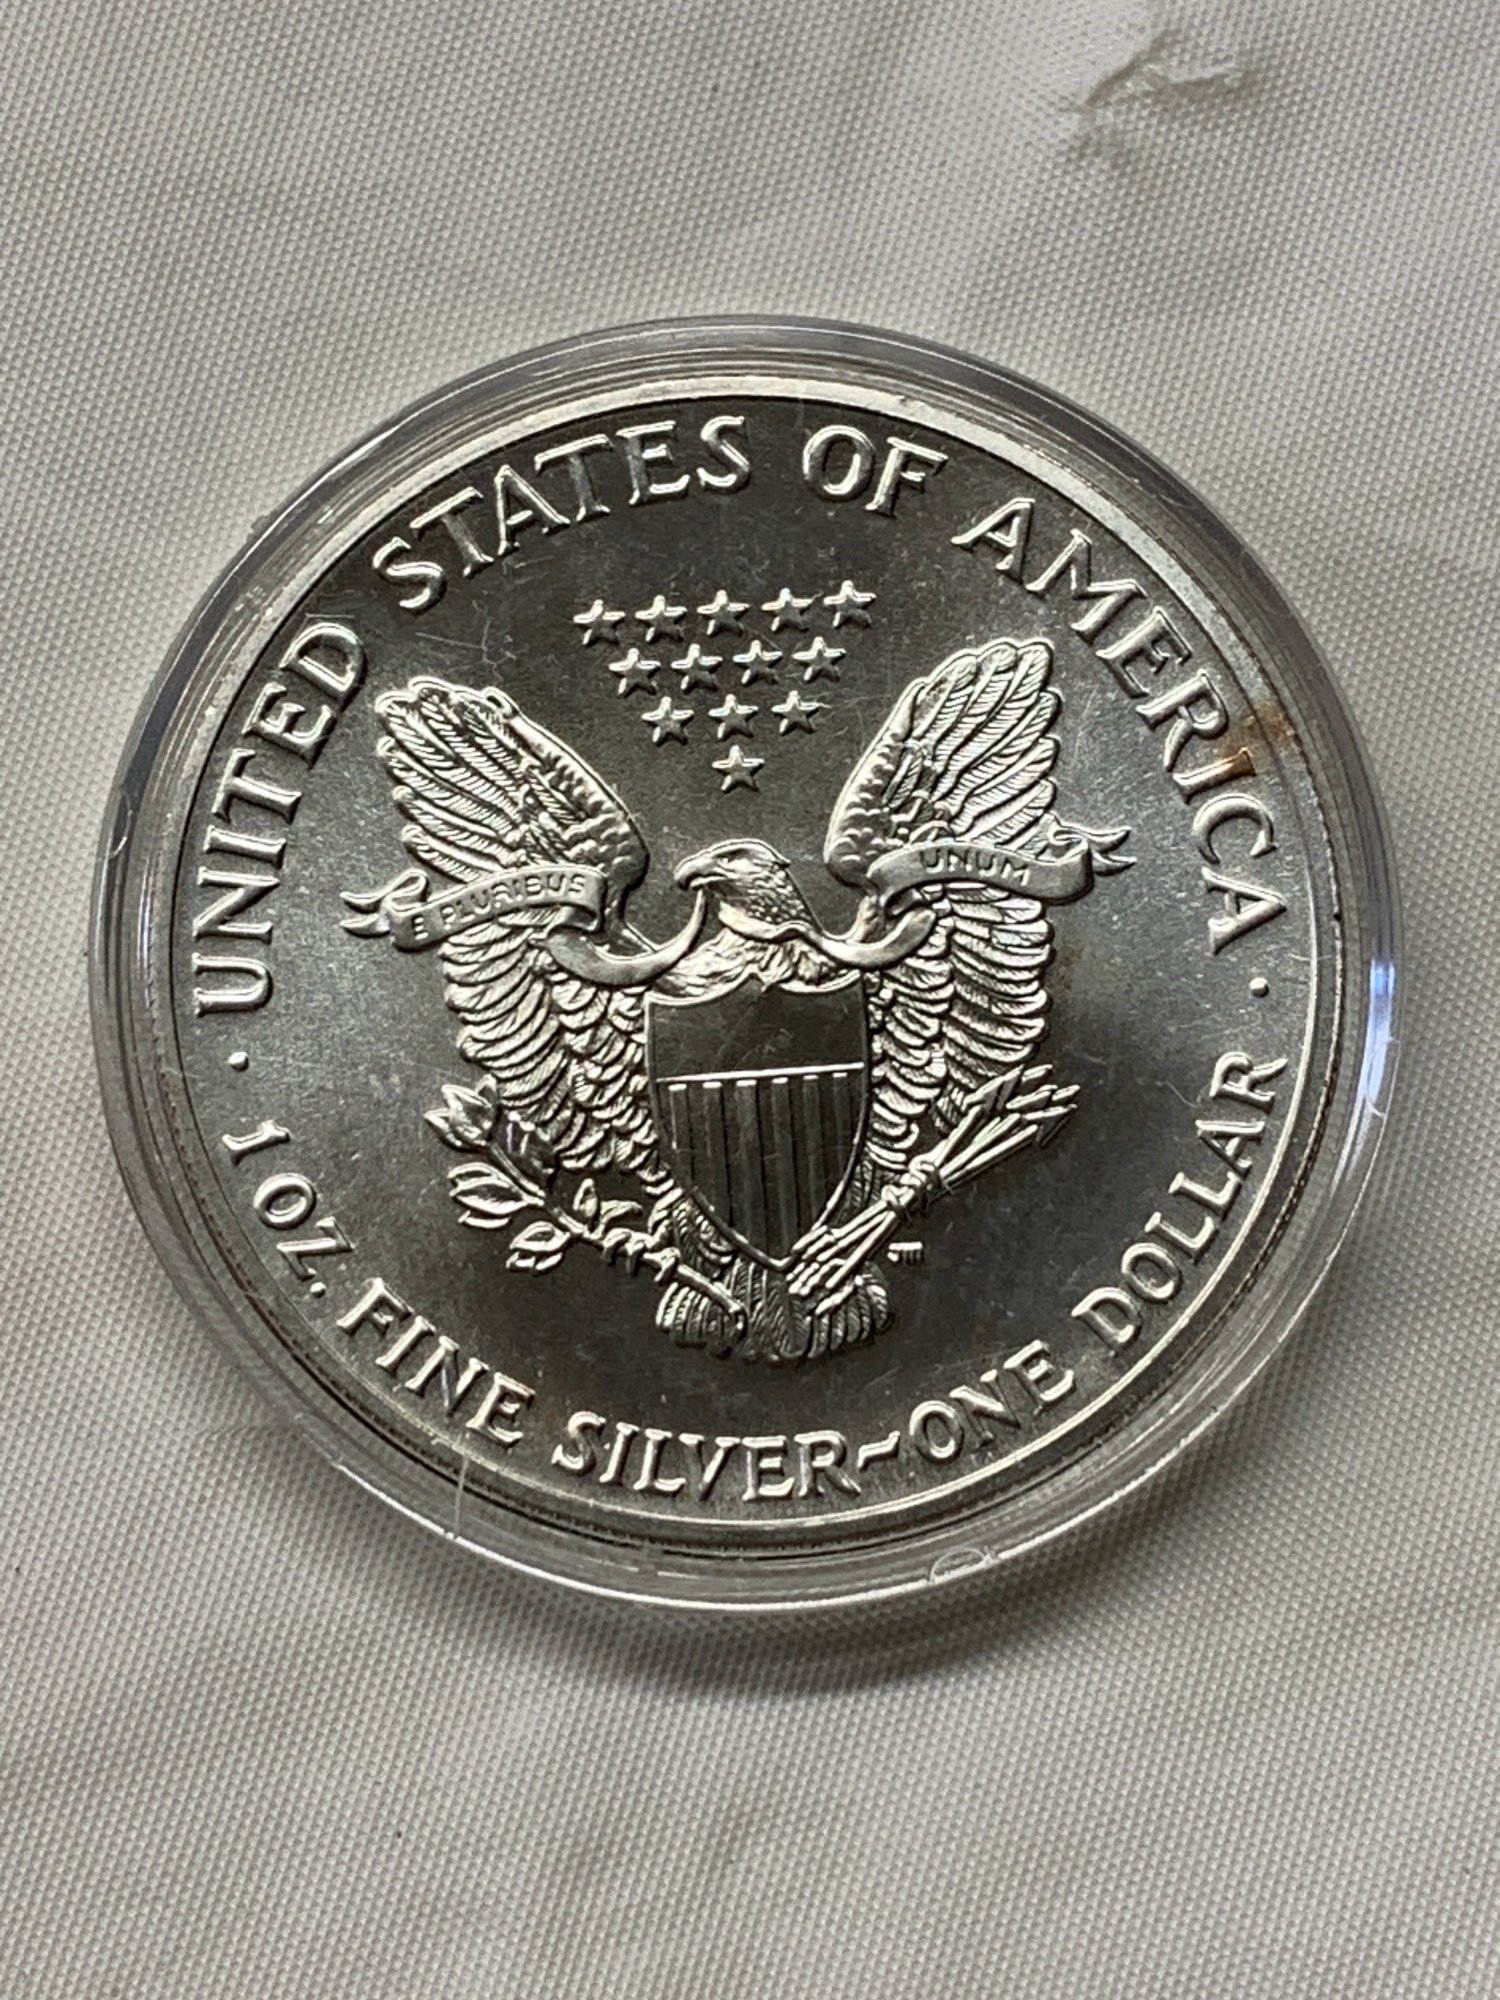 UNITED STATES OF AMERICA
E PLURIBUS UNUM
1 OZ. FINE SILVER~ONE DOLLAR